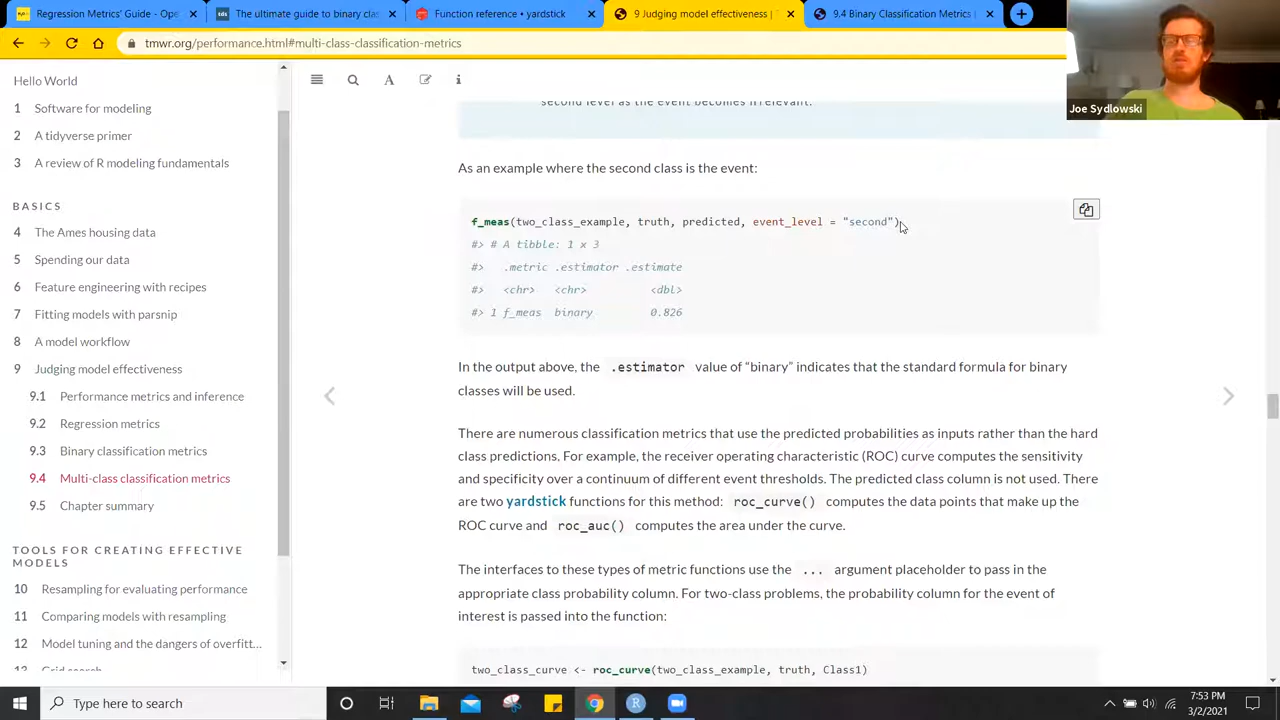 Regression Metrics' Guide - Ope
The ultimate guide to binary clas
Function reference • yardstick
9 Judging model effectiveness |
9.4 Binary Classification Metrics |
tmwr.org/performance.html#multi-class-classification-metrics
Joe Sydlowski
Hello World
1 Software for modeling
2 A tidyverse primer
3 A review of R modeling fundamentals
BASICS
4 The Ames housing data
5 Spending our data
6 Feature engineering with recipes
7 Fitting models with parsnip
8 A model workflow
9 Judging model effectiveness
9.1 Performance metrics and inference
9.2 Regression metrics
9.3 Binary classification metrics
9.4 Multi-class classification metrics
9.5 Chapter summary
TOOLS FOR CREATING EFFECTIVE
MODELS
10 Resampling for evaluating performance
11 Comparing models with resampling
12 Model tuning and the dangers of overfitt...
13 Grid search
second level as the event becomes irrelevant.
As an example where the second class is the event:
f_meas(two_class_example, truth, predicted, event_level = "second")
#> # A tibble: 1 x 3
#> .metric .estimator .estimate
#> <chr> <chr> <dbl>
#> 1 f_meas binary 0.826
In the output above, the .estimator value of “binary” indicates that the standard formula for binary
classes will be used.
There are numerous classification metrics that use the predicted probabilities as inputs rather than the hard
class predictions. For example, the receiver operating characteristic (ROC) curve computes the sensitivity
and specificity over a continuum of different event thresholds. The predicted class column is not used. There
are two yardstick functions for this method: roc_curve() computes the data points that make up the
ROC curve and roc_auc() computes the area under the curve.
The interfaces to these types of metric functions use the ... argument placeholder to pass in the
appropriate class probability column. For two-class problems, the probability column for the event of
interest is passed into the function:
two_class_curve <- roc_curve(two_class_example, truth, Class1)
Type here to search
7:53 PM
3/2/2021